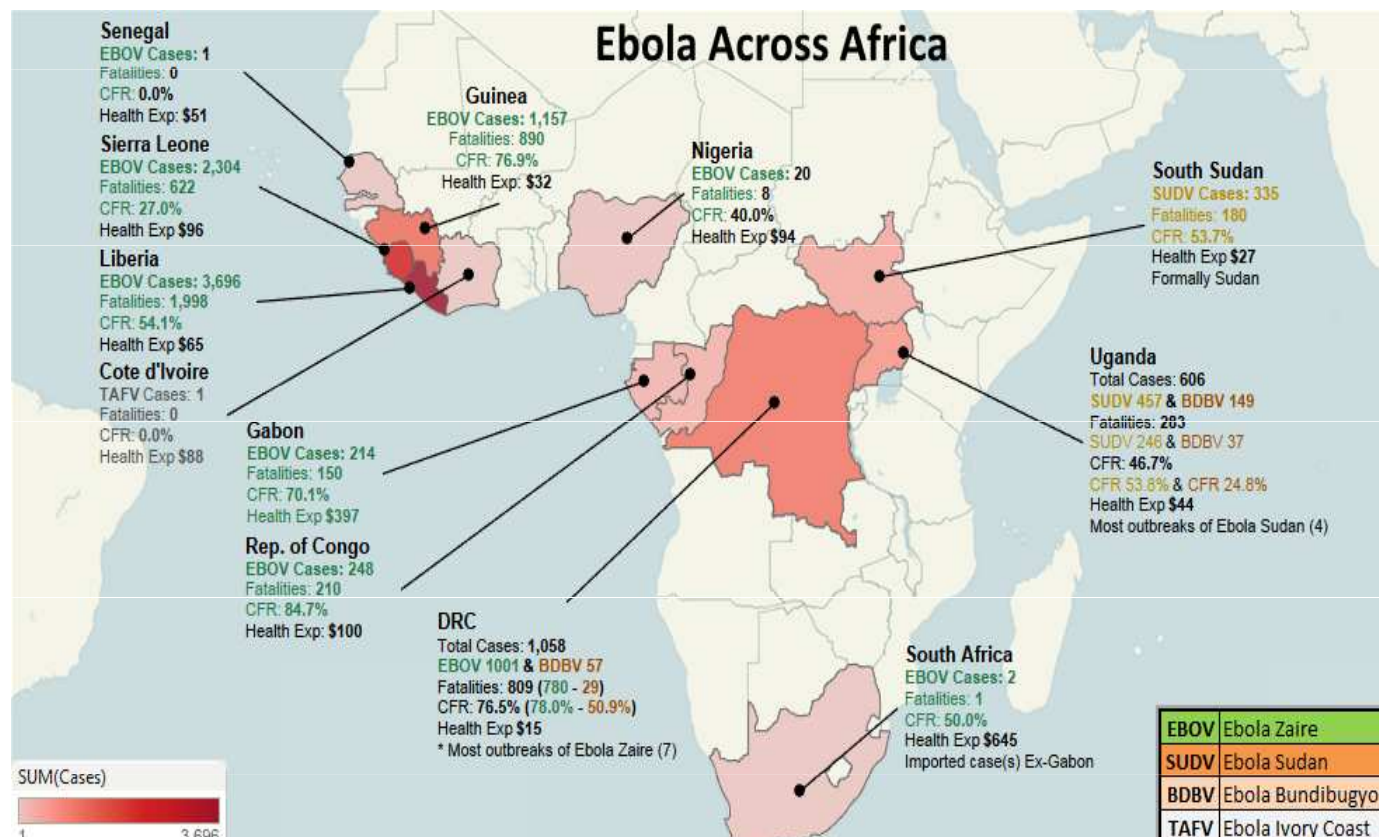 Ebola Across Africa
Senegal
EBOV Cases: 1
Fatalities: 0
CFR: 0.0%
Health Exp: $51
Sierra Leone
EBOV Cases: 2,304
Fatalities: 622
CFR: 27.0%
Health Exp $96
Liberia
EBOV Cases: 3,696
Fatalities: 1,998
CFR: 54.1%
Health Exp $65
Cote d'Ivoire
TAFV Cases: 1
Fatalities: 0
CFR: 0.0%
Health Exp $88
Guinea
EBOV Cases: 1,157
Fatalities: 890
CFR: 76.9%
Health Exp: $32
Nigeria
EBOV Cases: 20
Fatalities: 8
CFR: 40.0%
Health Exp $94
South Sudan
SUDV Cases: 335
Fatalities: 180
CFR: 53.7%
Health Exp $27
Formally Sudan
Uganda
Total Cases: 606
SUDV 457 & BDBV 149
Fatalities: 283
SUDV 246 & BDBV 37
CFR: 46.7%
CFR 53.8% & CFR 24.8%
Health Exp $44
Most outbreaks of Ebola Sudan (4)
Gabon
EBOV Cases: 214
Fatalities: 150
CFR: 70.1%
Health Exp $397
Rep. of Congo
EBOV Cases: 248
Fatalities: 210
CFR: 84.7%
Health Exp: $100
DRC
Total Cases: 1,058
EBOV 1001 & BDBV 57
Fatalities: 809 (780 - 29)
CFR: 76.5% (78.0% - 50.9%)
Health Exp $15
* Most outbreaks of Ebola Zaire (7)
South Africa
EBOV Cases: 2
Fatalities: 1
CFR: 50.0%
Health Exp $645
Imported case(s) Ex-Gabon
SUM(Cases)
1 3,696
EBOV Ebola Zaire
SUDV Ebola Sudan
BDBV Ebola Bundibugyo
TAFV Ebola Ivory Coast